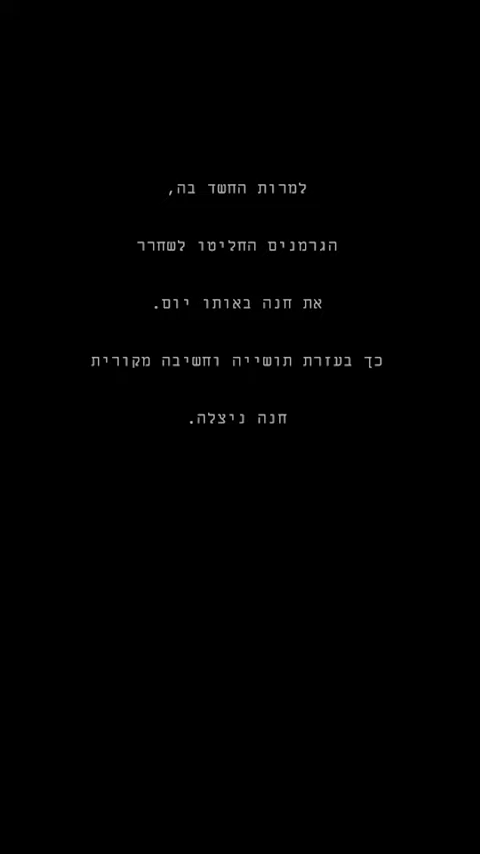 למרות החשד בה,
הגרמנים החליטו לשחרר
את חנה באותו יום.
כך בעזרת תושייה וחשיבה מקורית
חנה ניצלה.